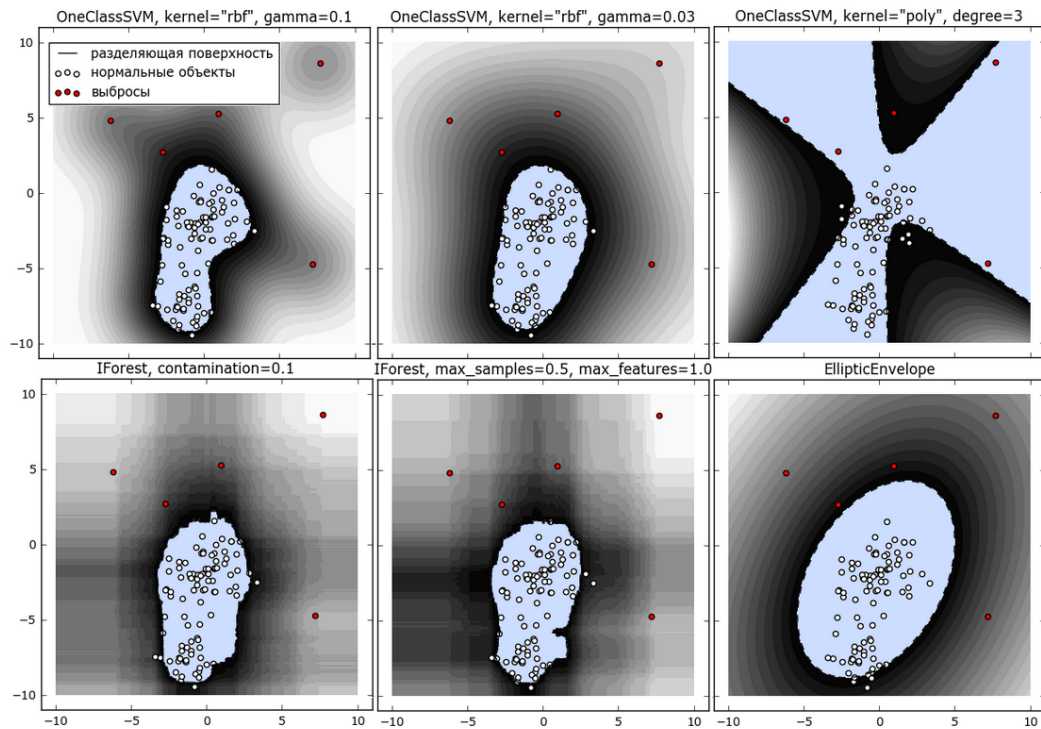 OneClassSVM, kernel="rbf", gamma=0.1
OneClassSVM, kernel="rbf", gamma=0.03
OneClassSVM, kernel="poly", degree=3
10
5
0
−5
−10
разделяющая поверхность
нормальные объекты
выбросы
IForest, contamination=0.1
IForest, max_samples=0.5, max_features=1.0
EllipticEnvelope
10
5
0
−5
−10
−10
−5
0
5
10
−10
−5
0
5
10
−10
−5
0
5
10